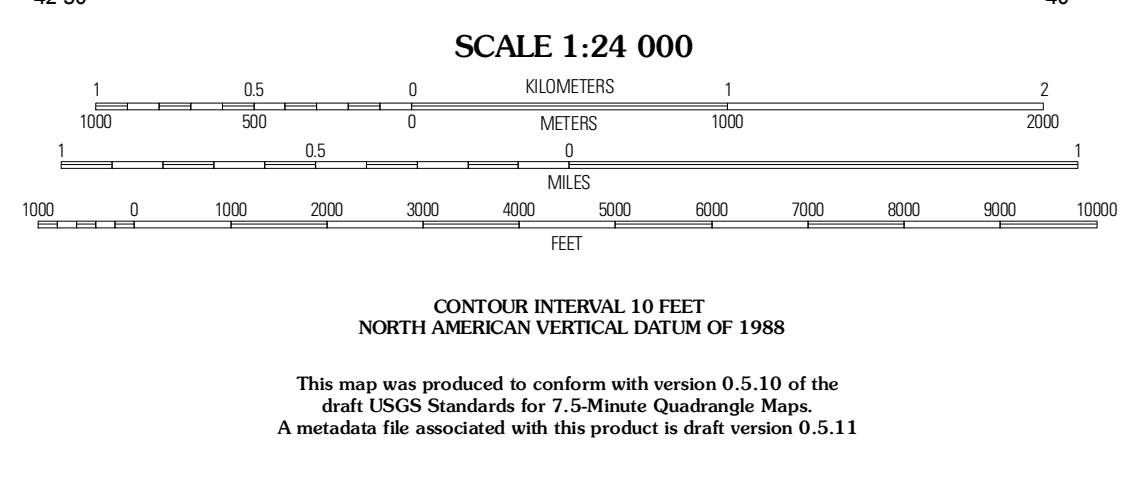 SCALE 1:24 000
1 0.5 0 KILOMETERS 1 2
1000 500 0 METERS 1000 2000
1 0.5 0 1
MILES
1000 0 1000 2000 3000 4000 5000 6000 7000 8000 9000 10000
FEET
CONTOUR INTERVAL 10 FEET
NORTH AMERICAN VERTICAL DATUM OF 1988
This map was produced to conform with version 0.5.10 of the
draft USGS Standards for 7.5-Minute Quadrangle Maps.
A metadata file associated with this product is draft version 0.5.11